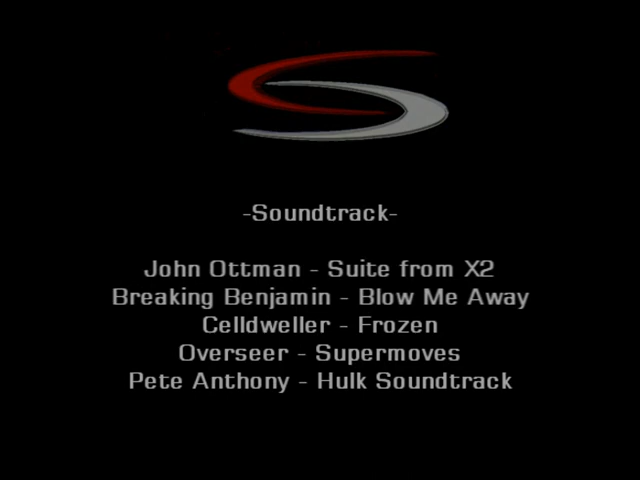 -Soundtrack-
John Ottman - Suite from X2
Breaking Benjamin - Blow Me Away
Celldweller - Frozen
Overseer - Supermoves
Pete Anthony - Hulk Soundtrack